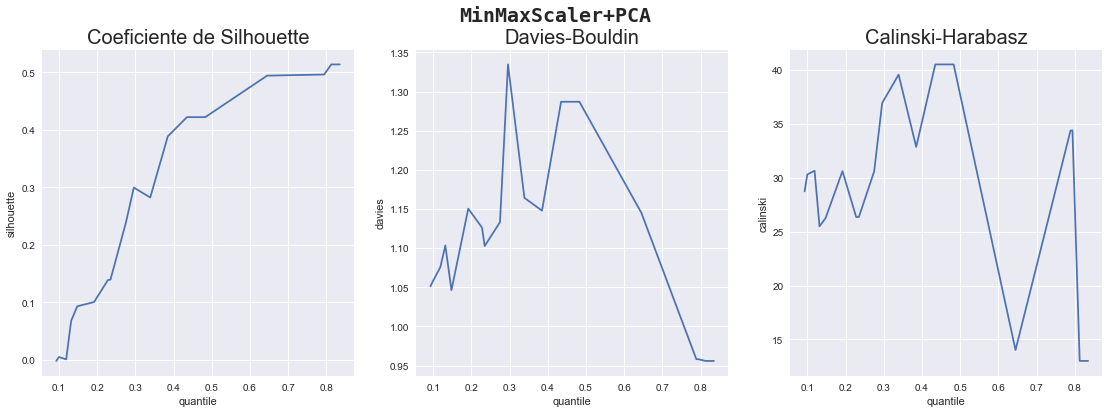 MinMaxScaler+PCA
Coeficiente de Silhouette
0.5
0.4
0.3
0.2
0.1
0.0
silhouette
0.1 0.2 0.3 0.4 0.5 0.6 0.7 0.8
quantile
Davies-Bouldin
1.35
1.30
1.25
1.20
1.15
1.10
1.05
1.00
0.95
davies
0.1 0.2 0.3 0.4 0.5 0.6 0.7 0.8
quantile
Calinski-Harabasz
40
35
30
25
20
15
calinski
0.1 0.2 0.3 0.4 0.5 0.6 0.7 0.8
quantile